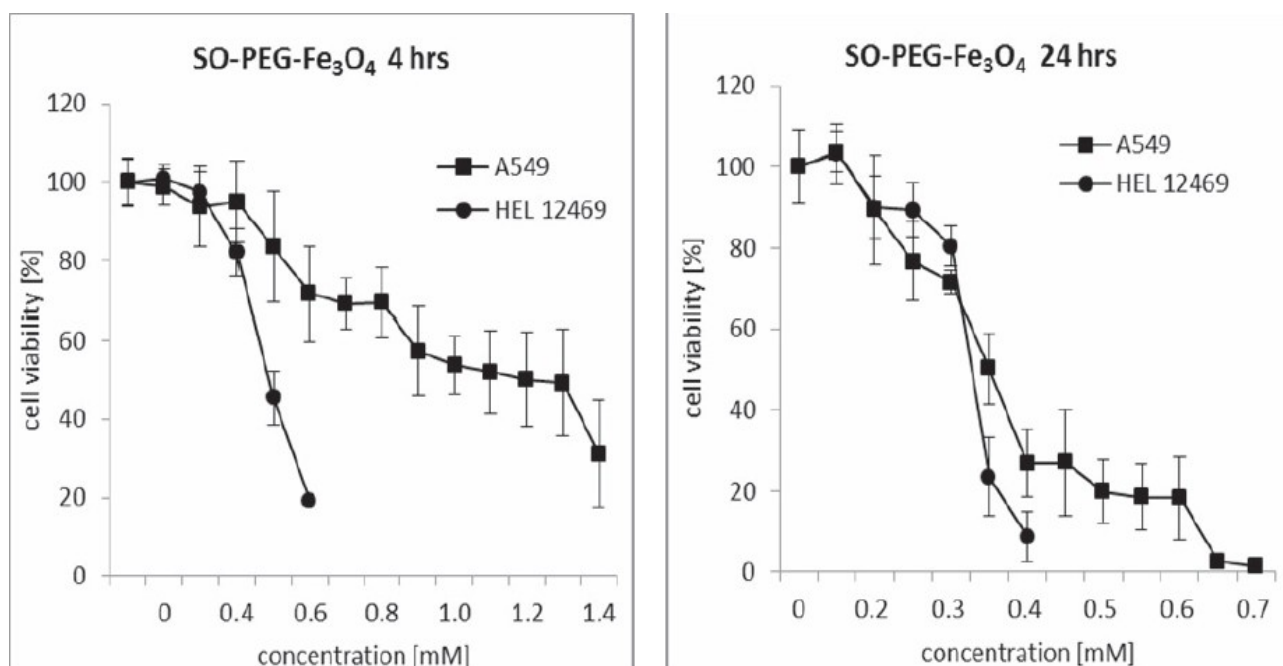 SO-PEG-Fe₃O₄ 4 hrs
120
100
80
60
40
20
0
cell viability [%]
A549
HEL 12469
0 0.4 0.6 0.8 1.0 1.2 1.4
concentration [mM]
SO-PEG-Fe₃O₄ 24 hrs
120
100
80
60
40
20
0
cell viability [%]
A549
HEL 12469
0 0.2 0.3 0.4 0.5 0.6 0.7
concentration [mM]